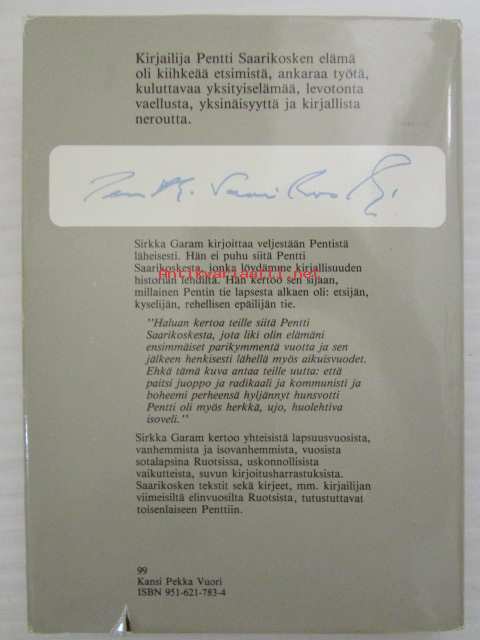 Kirjailija Pentti Saarikosken elämä
oli kiihkeää etsimistä, ankaraa työtä,
kuluttavaa yksityiselämää, levotonta
vaellusta, yksinäisyyttä ja kirjallista
neroutta.
Pentti Saarikoski
Sirkka Garam kirjoittaa veljestään Pentistä
läheisesti. Hän ei puhu siitä Pentti
Saarikoskesta, jonka löydämme kirjallisuuden
historian lehdiltä. Hän kertoo sen sijaan,
millainen Pentin tie lapsesta alkaen oli: etsijän,
kyselijän, rehellisen epäilijän tie.
Antikvariaatti.net
"Haluan kertoa teille siitä Pentti
Saarikoskesta, jota liki olin elämäni
ensimmäiset parikymmentä vuotta ja sen
jälkeen henkisesti lähellä myös aikuisvuodet.
Ehkä tämä kuva antaa teille uutta: että
paitsi juoppo ja radikaali ja kommunisti ja
boheemi perheensä hyljännyt hunsvotti
Pentti oli myös herkkä, ujo, huolehtiva
isoveli."
Sirkka Garam kertoo yhteisistä lapsuusvuosista,
vanhemmista ja isovanhemmista, vuosista
sotalapsina Ruotsissa, uskonnollisista
vaikutteista, suvun kirjoitusharrastuksista.
Saarikosken tekstit sekä kirjeet, mm. kirjailijan
viimeisiltä elinvuosilta Ruotsista, tutustuttavat
toisenlaiseen Penttiin.
99
Kansi Pekka Vuori
ISBN 951-621-783-4